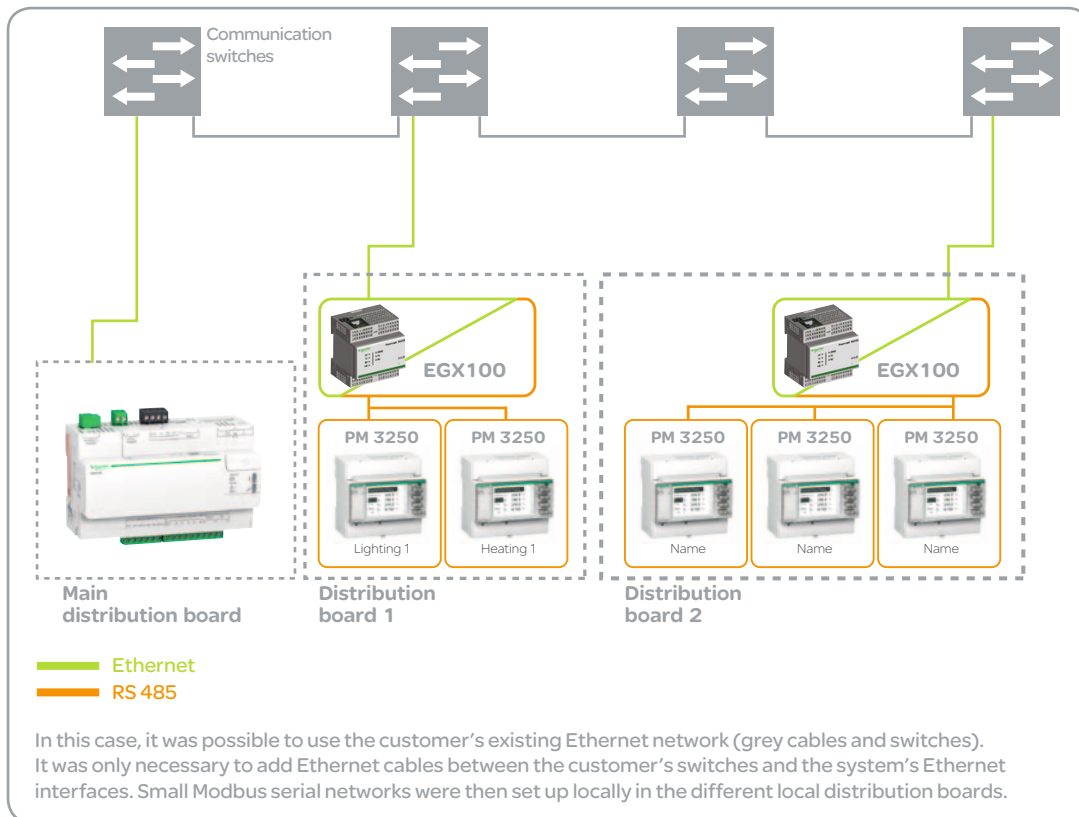 Communication
switches
EGX100
EGX100
PM 3250
PM 3250
PM 3250
PM 3250
PM 3250
Lighting 1
Heating 1
Name
Name
Name
Main
distribution board
Distribution
board 1
Distribution
board 2
Ethernet
RS 485
In this case, it was possible to use the customer's existing Ethernet network (grey cables and switches).
It was only necessary to add Ethernet cables between the customer's switches and the system's Ethernet
interfaces. Small Modbus serial networks were then set up locally in the different local distribution boards.